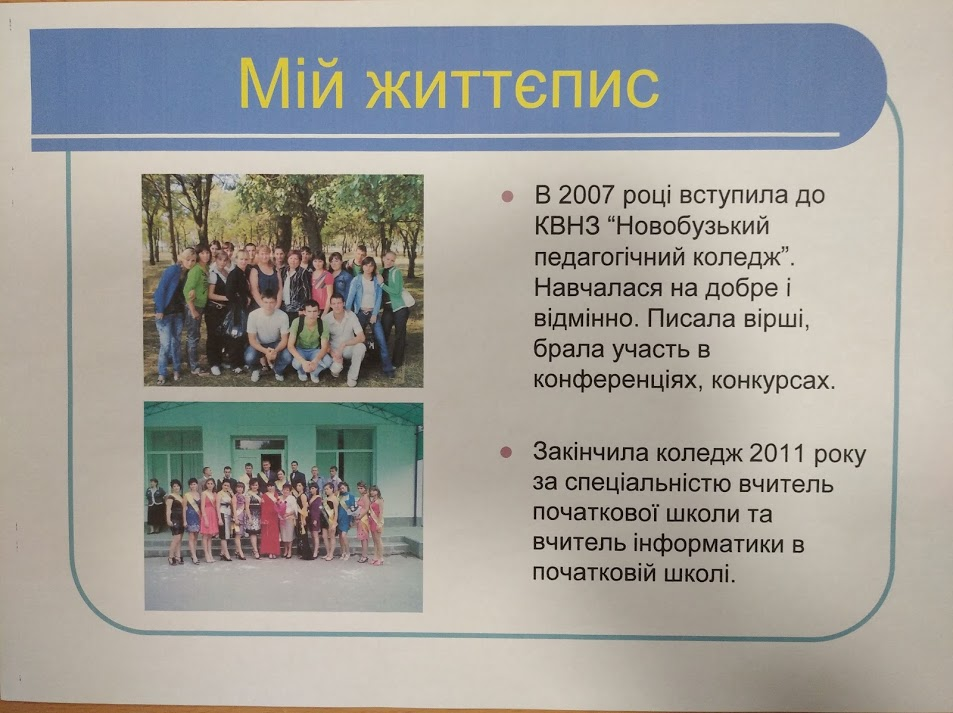 Мій життєпис
В 2007 році вступила до
КВНЗ “Новобузький
педагогічний коледж”.
Навчалася на добре і
відмінно. Писала вірші,
брала участь в
конференціях, конкурсах.
Закінчила коледж 2011 року
за спеціальністю вчитель
початкової школи та
вчитель інформатики в
початковій школі.